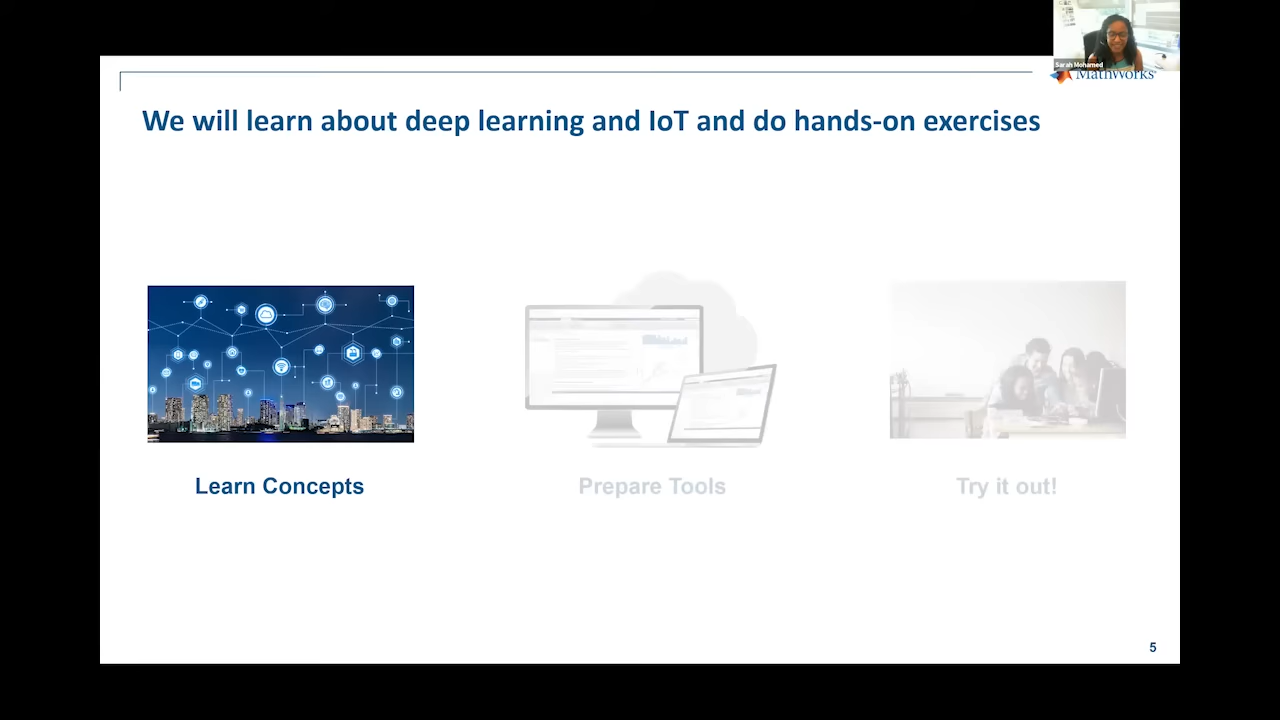 Sarah Mohamed
MathWorks
We will learn about deep learning and IoT and do hands-on exercises
Learn Concepts
Prepare Tools
Try it out!
5